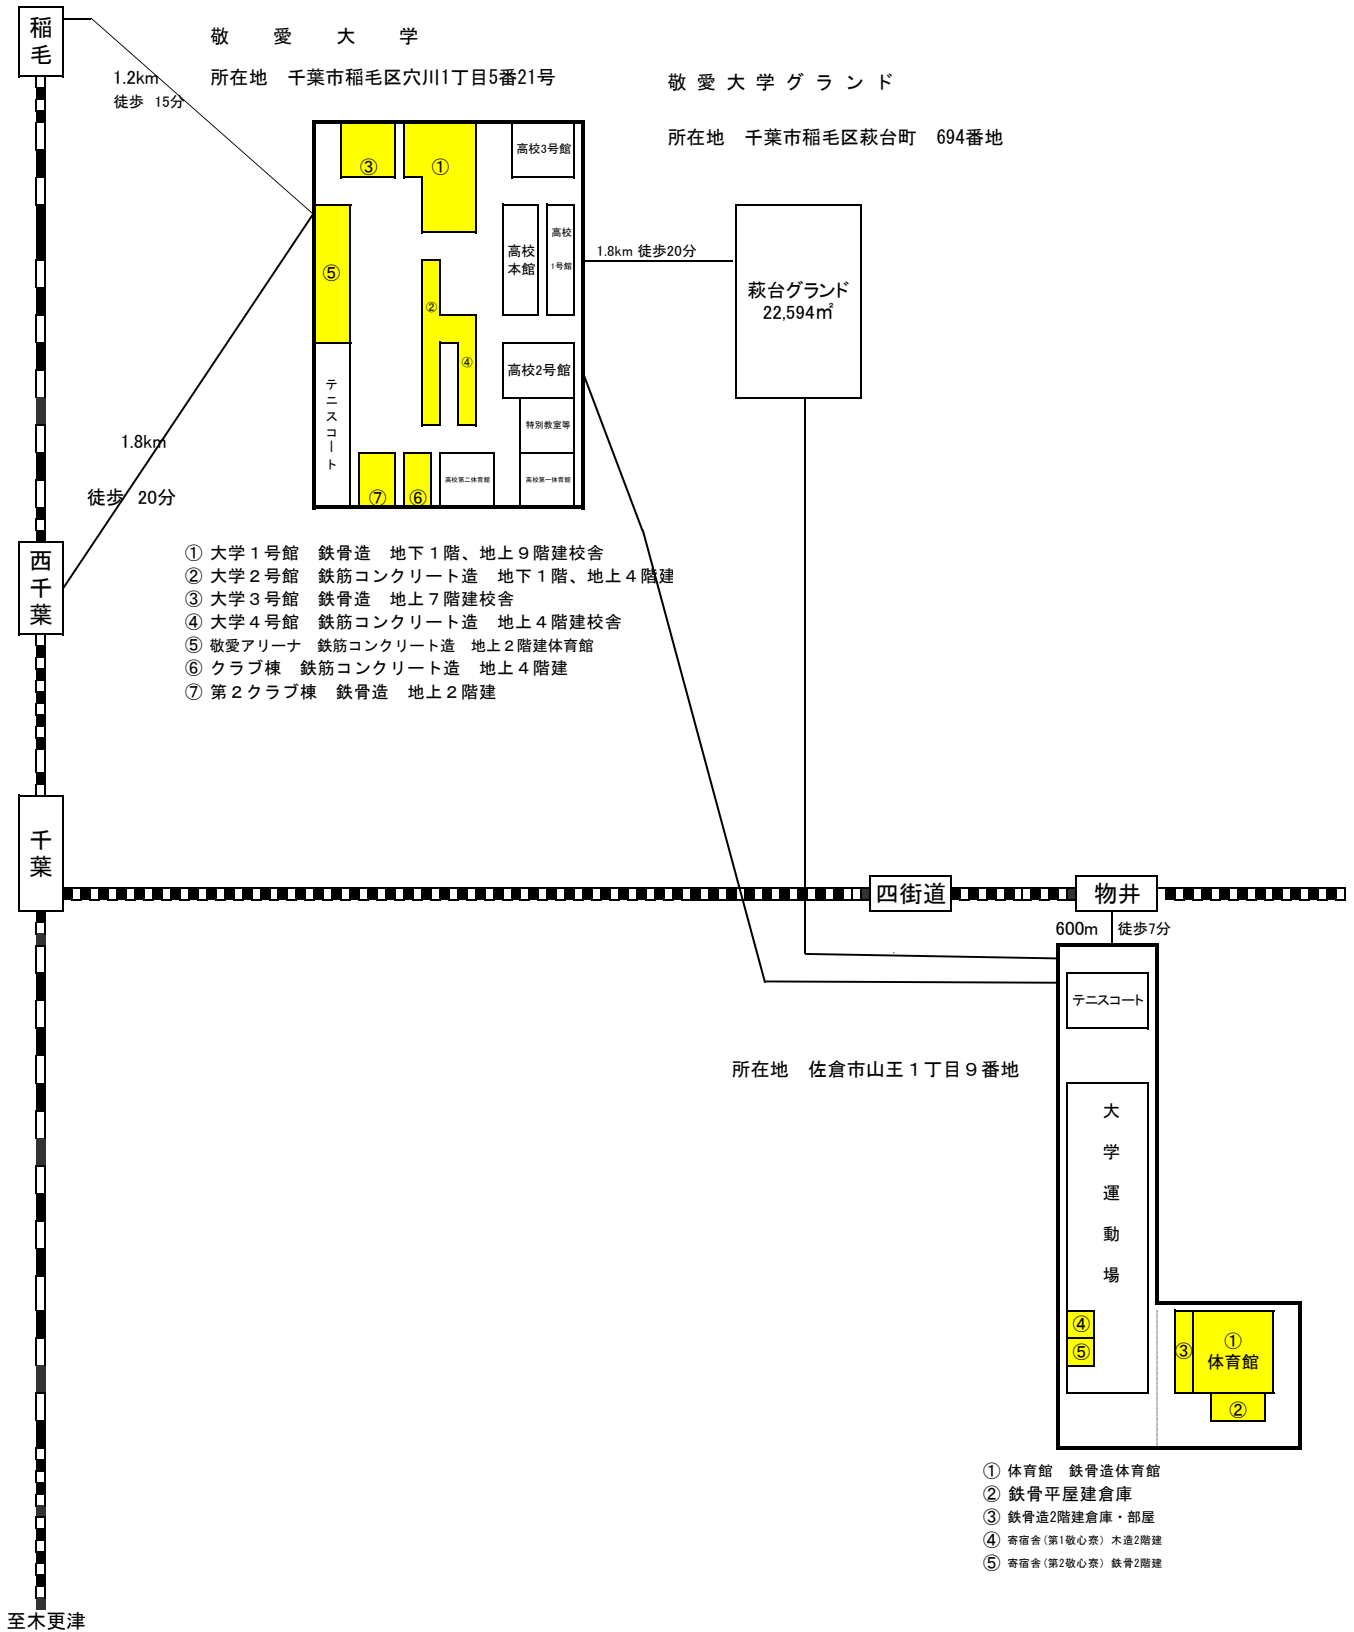 稲毛
敬　愛　大　学
所在地　千葉市稲毛区穴川1丁目5番21号
1.2km
徒歩 15分
敬 愛 大 学 グ ラ ン ド
所在地　千葉市稲毛区萩台町　694番地
③
①
高校3号館
⑤
②
④
高校本館
高校
1号館
1.8km 徒歩20分
萩台グランド
22,594㎡
高校2号館
テニスコート
特別教室等
⑦
⑥
高校第二体育館
高校第一体育館
1.8km
徒歩　20分
西千葉
① 大学１号館　鉄骨造　地下１階、地上９階建校舎
② 大学２号館　鉄筋コンクリート造　地下１階、地上４階建
③ 大学３号館　鉄骨造　地上７階建校舎
④ 大学４号館　鉄筋コンクリート造　地上４階建校舎
⑤ 敬愛アリーナ　鉄筋コンクリート造　地上２階建体育館
⑥ クラブ棟　鉄筋コンクリート造　地上４階建
⑦ 第２クラブ棟　鉄骨造　地上２階建
千葉
四街道
物井
600m
徒歩7分
テニスコート
所在地　佐倉市山王１丁目９番地
大学運動場
④
⑤
③
①
体育館
②
① 体育館　鉄骨造体育館
② 鉄骨平屋建倉庫
③ 鉄骨造2階建倉庫・部屋
④ 寄宿舎(第1敬心寮) 木造2階建
⑤ 寄宿舎(第2敬心寮) 鉄骨2階建
至木更津